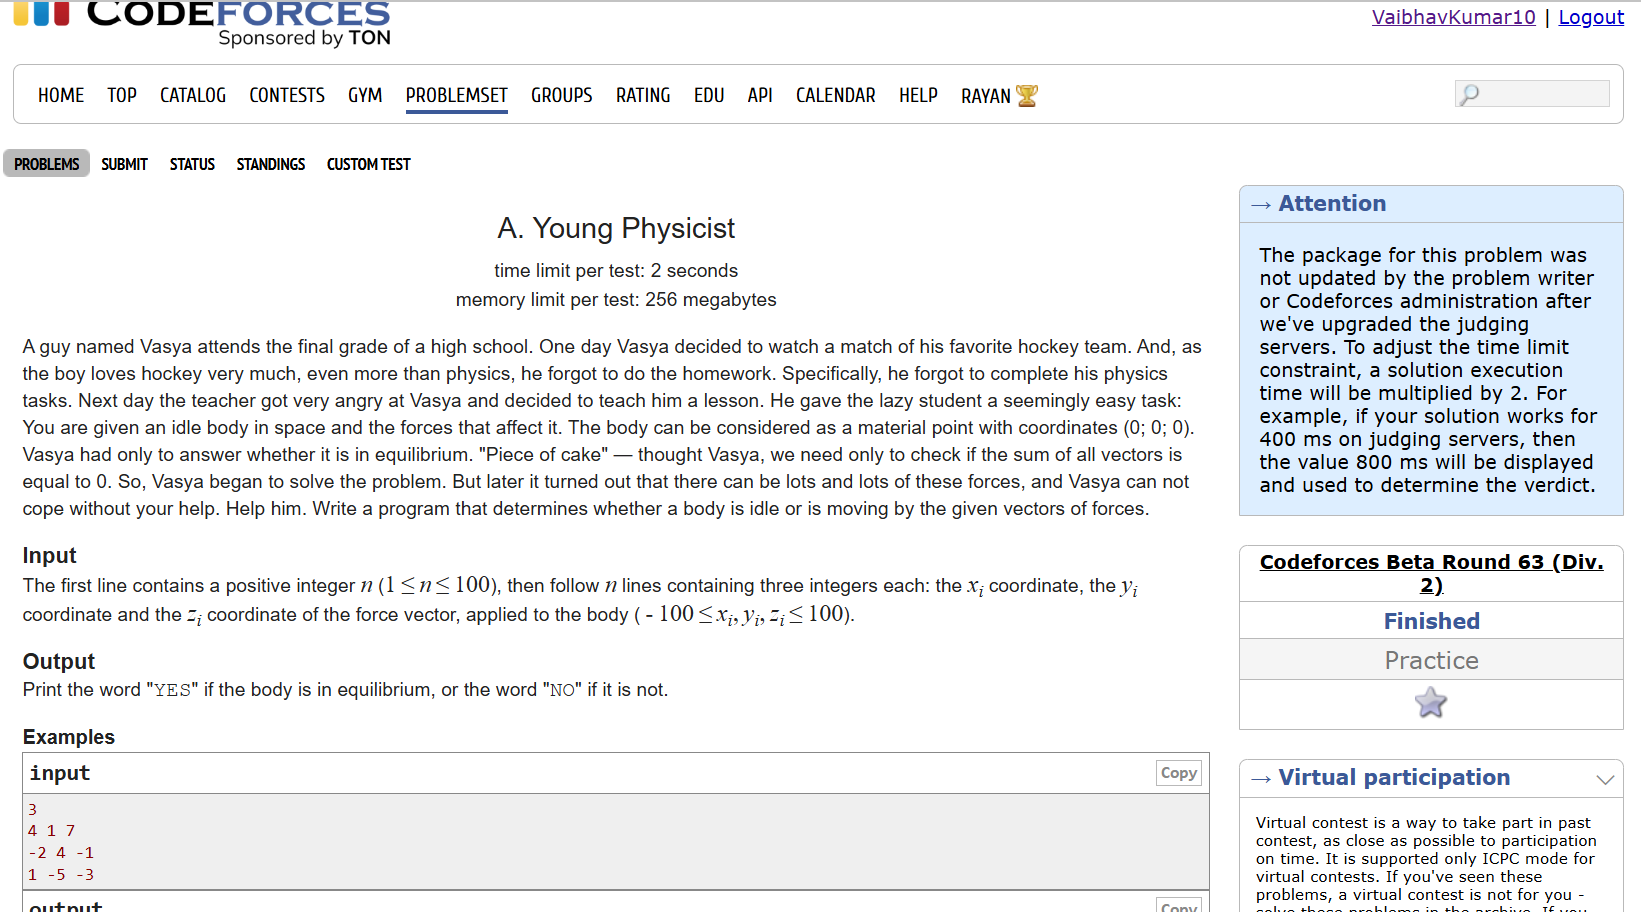 CODEFORCES
Sponsored by TON
VaibhavKumar10 | Logout
HOME TOP CATALOG CONTESTS GYM PROBLEMSET GROUPS RATING EDU API CALENDAR HELP RAYAN
PROBLEMS SUBMIT STATUS STANDINGS CUSTOM TEST
A. Young Physicist
time limit per test: 2 seconds
memory limit per test: 256 megabytes
A guy named Vasya attends the final grade of a high school. One day Vasya decided to watch a match of his favorite hockey team. And, as
the boy loves hockey very much, even more than physics, he forgot to do the homework. Specifically, he forgot to complete his physics
tasks. Next day the teacher got very angry at Vasya and decided to teach him a lesson. He gave the lazy student a seemingly easy task:
You are given an idle body in space and the forces that affect it. The body can be considered as a material point with coordinates (0; 0; 0).
Vasya had only to answer whether it is in equilibrium. "Piece of cake" — thought Vasya, we need only to check if the sum of all vectors is
equal to 0. So, Vasya began to solve the problem. But later it turned out that there can be lots and lots of these forces, and Vasya can not
cope without your help. Help him. Write a program that determines whether a body is idle or is moving by the given vectors of forces.
Input
The first line contains a positive integer n (1 ≤ n ≤ 100), then follow n lines containing three integers each: the xi coordinate, the yi
coordinate and the zi coordinate of the force vector, applied to the body ( - 100 ≤ xi, yi, zi ≤ 100).
Output
Print the word "YES" if the body is in equilibrium, or the word "NO" if it is not.
Examples
input
Copy
3
4 1 7
-2 4 -1
1 -5 -3
output
Copy
→ Attention
The package for this problem was
not updated by the problem writer
or Codeforces administration after
we've upgraded the judging
servers. To adjust the time limit
constraint, a solution execution
time will be multiplied by 2. For
example, if your solution works for
400 ms on judging servers, then
the value 800 ms will be displayed
and used to determine the verdict.
Codeforces Beta Round 63 (Div.
2)
Finished
Practice
→ Virtual participation
Virtual contest is a way to take part in past
contest, as close as possible to participation
on time. It is supported only ICPC mode for
virtual contests. If you've seen these
problems, a virtual contest is not for you -
solve these problems in the archive. If you